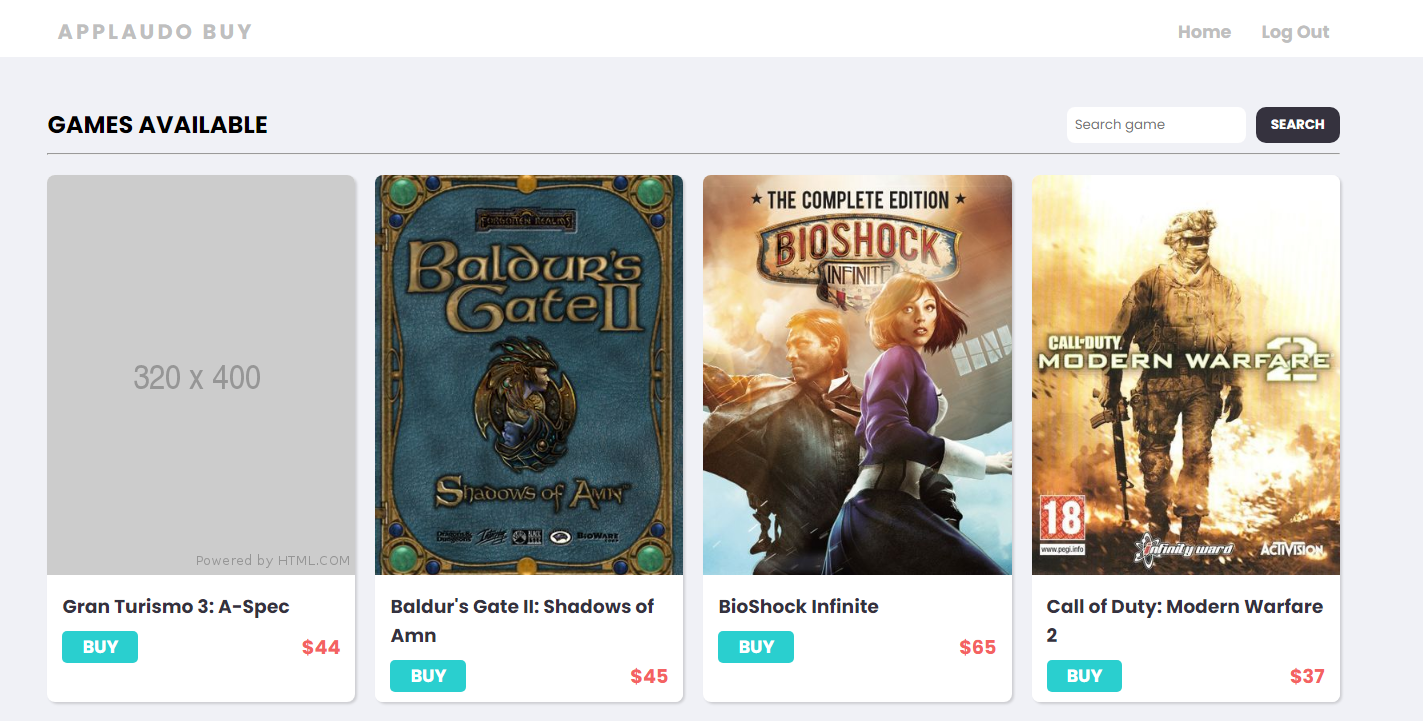 APPLAUDO BUY
Home
Log Out
GAMES AVAILABLE
Search game
SEARCH
320 x 400
Powered by HTML.COM
FORGOTTEN REALMS
Baldur's
Gate II
Shadows of Amn
BIOWARE
★ THE COMPLETE EDITION ★
BIOSHOCK
INFINITE
CALL OF DUTY.
MODERN WARFARE
2
18
www.pegi.info
infinity ward
ACTIVISION
Gran Turismo 3: A-Spec
BUY
$44
Baldur's Gate II: Shadows of
Amn
BUY
$45
BioShock Infinite
BUY
$65
Call of Duty: Modern Warfare
2
BUY
$37